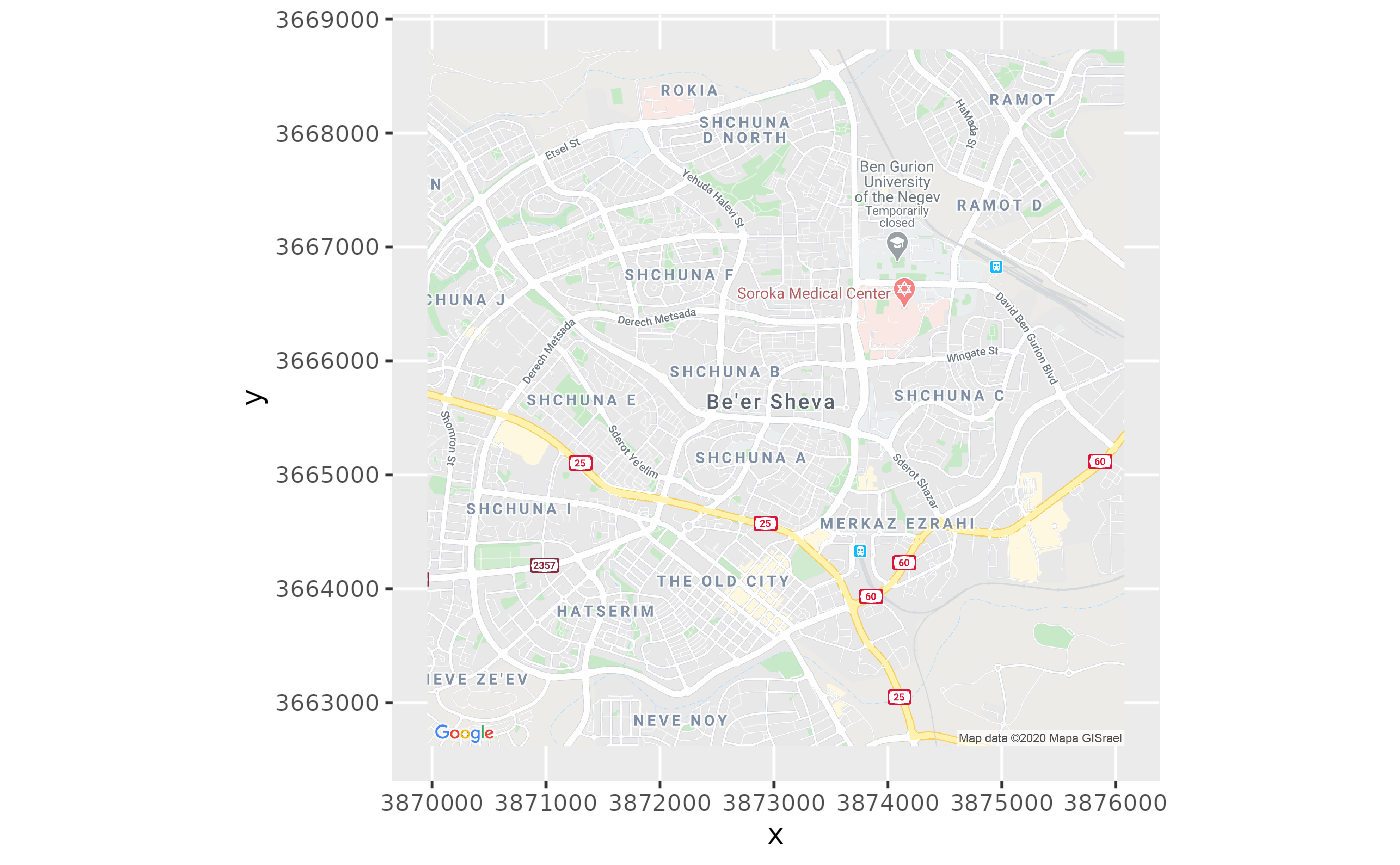 3669000
ROKIA
RAMOT
HaMada St
SHCHUNA
D NORTH
3668000
Etsel St
Ben Gurion
University
of the Negev
Temporarily
closed
N
Yehuda Halevi St
RAMOT D
3667000
SHCHUNA F
Soroka Medical Center
CHUNA J
David Ben Gurion Blvd
Derech Metsada
Derech Metsada
Wingate St
3666000
SHCHUNA B
SHCHUNA E
Be'er Sheva
SHCHUNA C
y
Shomron St
Sderot Ye'elim
SHCHUNA A
25
60
Sderot Shazar
3665000
SHCHUNA I
25
MERKAZ EZRAHI
2357
60
THE OLD CITY
3664000
60
HATSERIM
IEVE ZE'EV
25
3663000
NEVE NOY
Google
Map data ©2020 Mapa GISrael
3870000 3871000 3872000 3873000 3874000 3875000 3876000
x